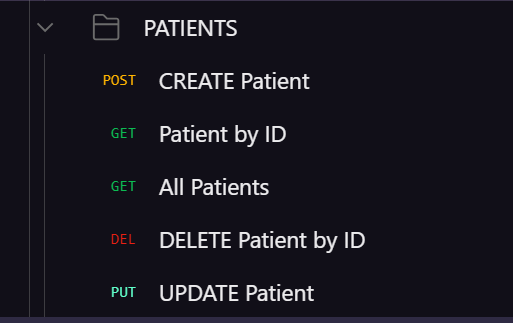 PATIENTS
POST CREATE Patient
GET Patient by ID
GET All Patients
DEL DELETE Patient by ID
PUT UPDATE Patient